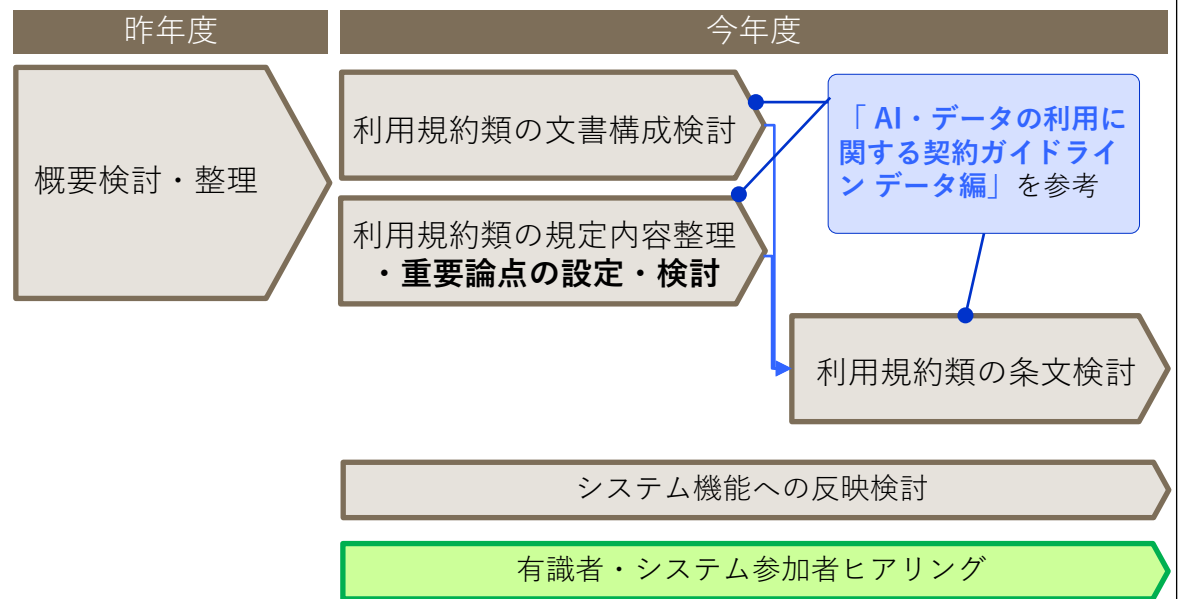 昨年度
今年度
概要検討・整理
利用規約類の文書構成検討
「 AI・データの利用に
関する契約ガイドライ
ン データ編」を参考
利用規約類の規定内容整理
・重要論点の設定・検討
利用規約類の条文検討
システム機能への反映検討
有識者・システム参加者ヒアリング